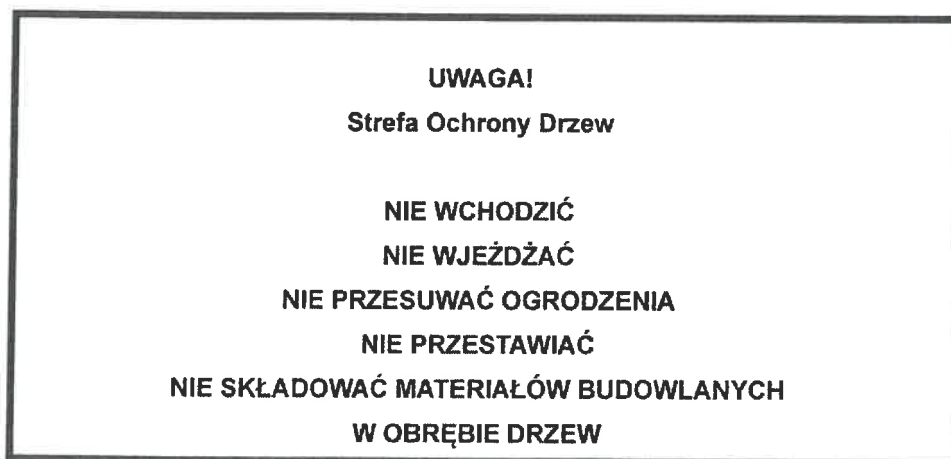 UWAGA!
Strefa Ochrony Drzew
NIE WCHODZIĆ
NIE WJEŻDŻAĆ
NIE PRZESUWAĆ OGRODZENIA
NIE PRZESTAWIAĆ
NIE SKŁADOWAĆ MATERIAŁÓW BUDOWLANYCH
W OBRĘBIE DRZEW